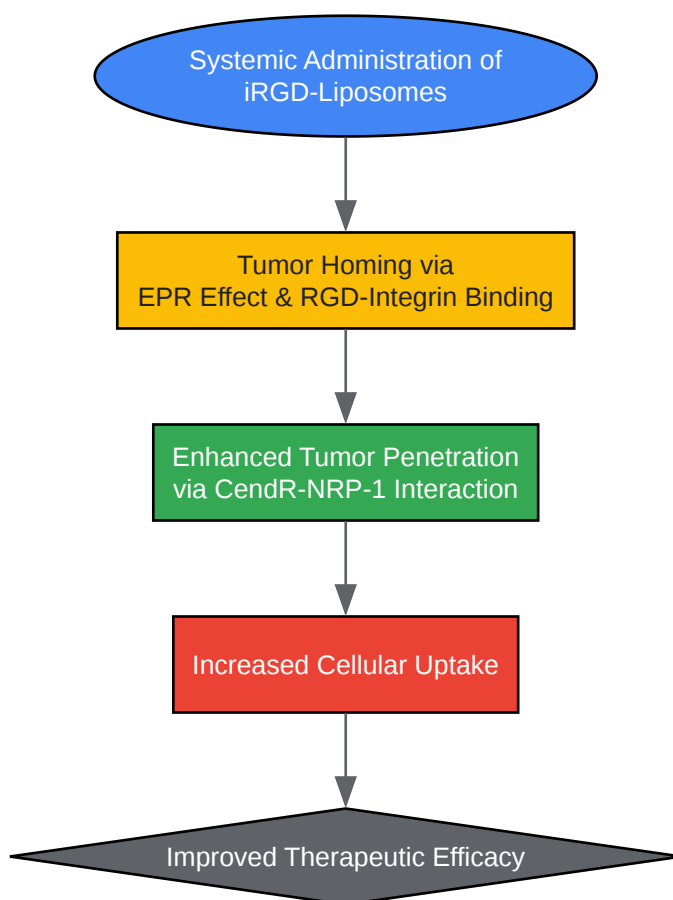 Systemic Administration of
iRGD-Liposomes
Tumor Homing via
EPR Effect & RGD-Integrin Binding
Enhanced Tumor Penetration
via CendR-NRP-1 Interaction
Increased Cellular Uptake
Improved Therapeutic Efficacy